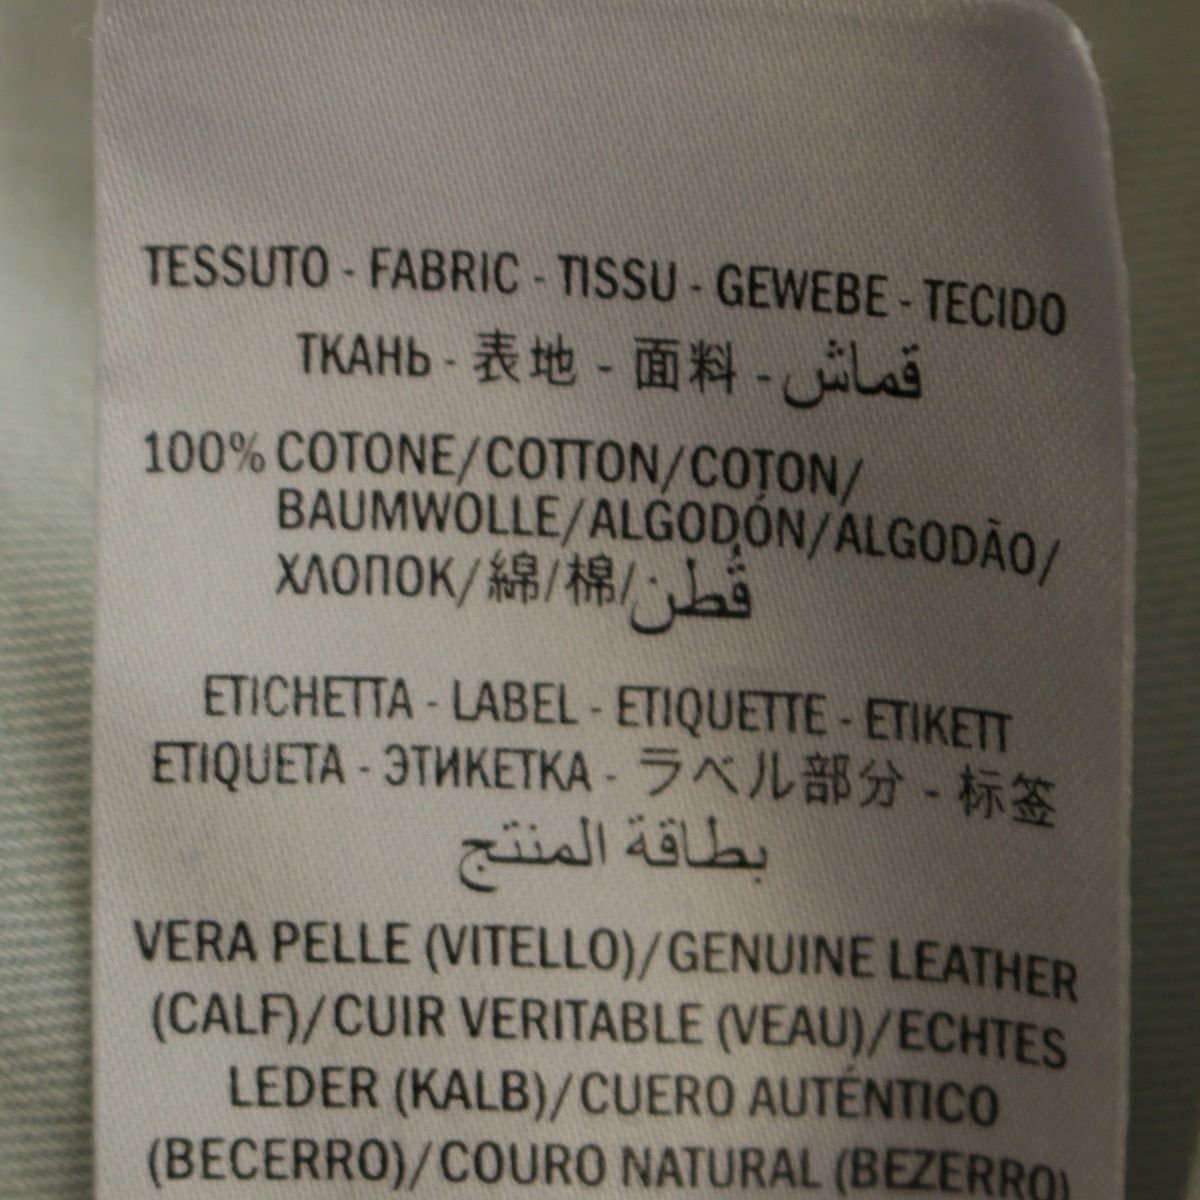 TESSUTO - FABRIC - TISSU - GEWEBE - TECIDO
ТКАНЬ - 表地 - 面料 - قماش
100% COTONE/COTTON/COTON/
BAUMWOLLE/ALGODÓN/ALGODÃO/
ХЛОПОК/綿/棉/قُطن
ETICHETTA - LABEL - ETIQUETTE - ETIKETT
ETIQUETA - ЭТИКЕТКА - ラベル部分 - 标签
بطاقة المنتج
VERA PELLE (VITELLO)/GENUINE LEATHER
(CALF)/CUIR VERITABLE (VEAU)/ECHTES
LEDER (KALB)/CUERO AUTÉNTICO
(BECERRO)/COURO NATURAL (BEZERRO)